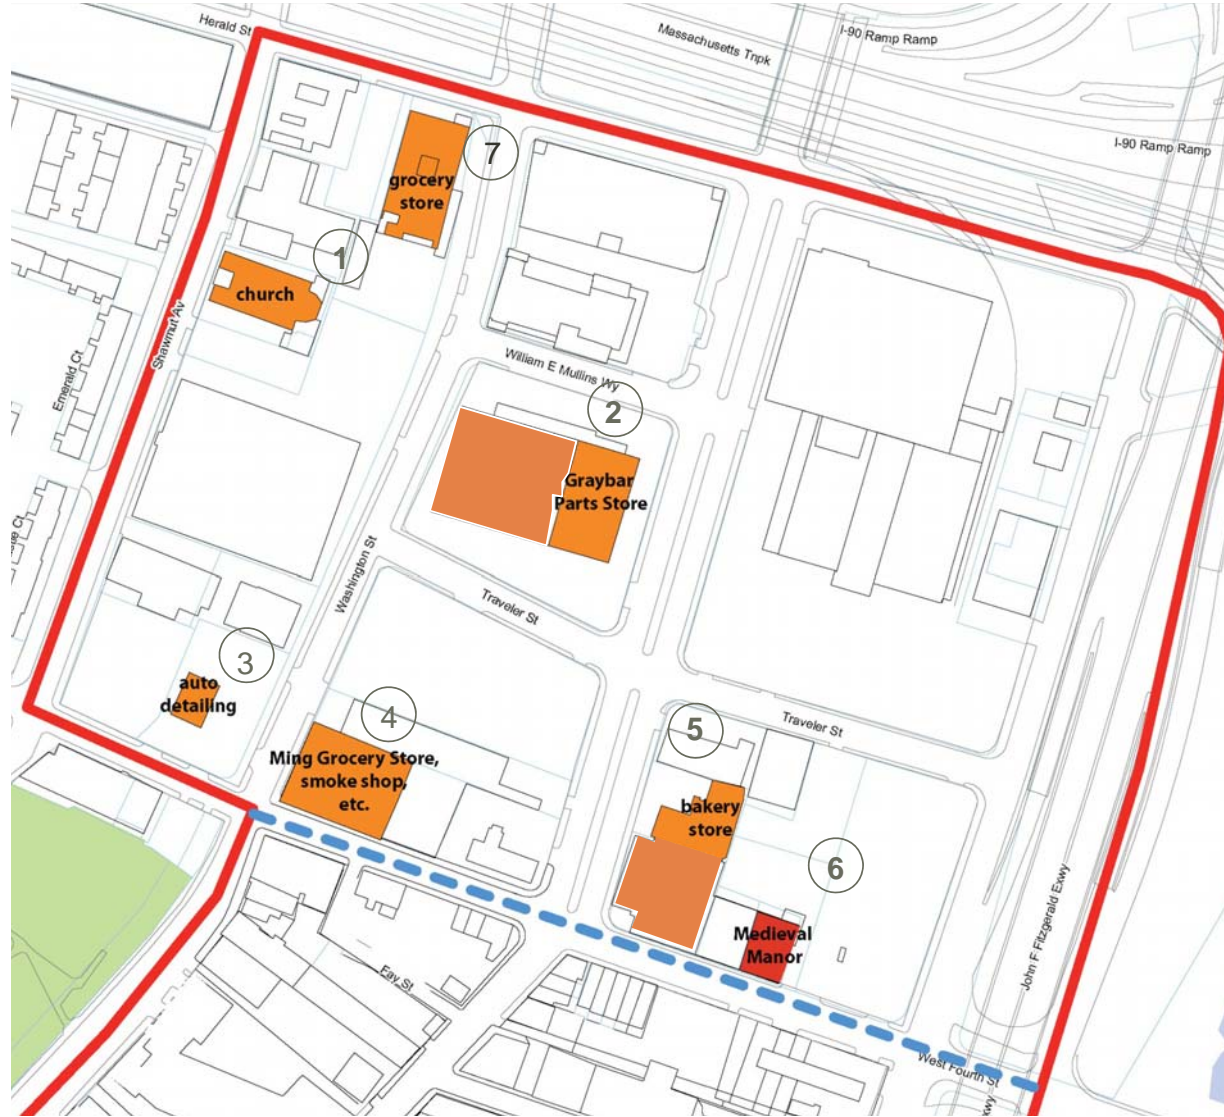 Herald St
Massachusetts Tnpk
I-90 Ramp Ramp
I-90 Ramp Ramp
7
grocery
store
1
church
Shawmut Av
Emerald Ct
William E Mullins Wy
2
Graybar
Parts Store
Washington St
Traveler St
3
auto
detailing
4
Ming Grocery Store,
smoke shop,
etc.
5
Traveler St
bakery
store
6
Medieval
Manor
John F Fitzgerald Exwy
Fay St
West Fourth St